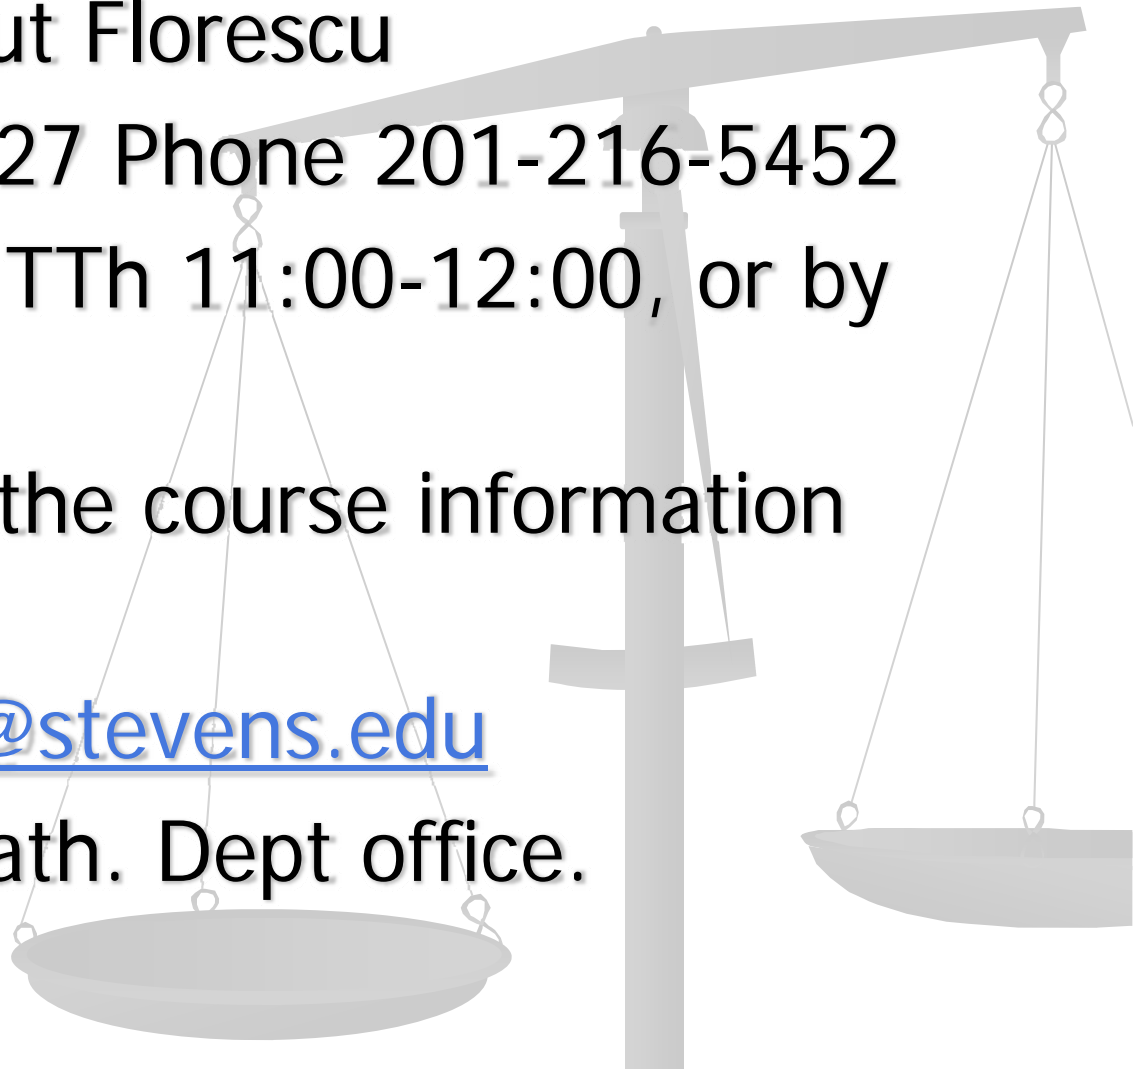 ut Florescu
27 Phone 201-216-5452
TTh 11:00-12:00, or by
the course information
@stevens.edu
ath. Dept office.